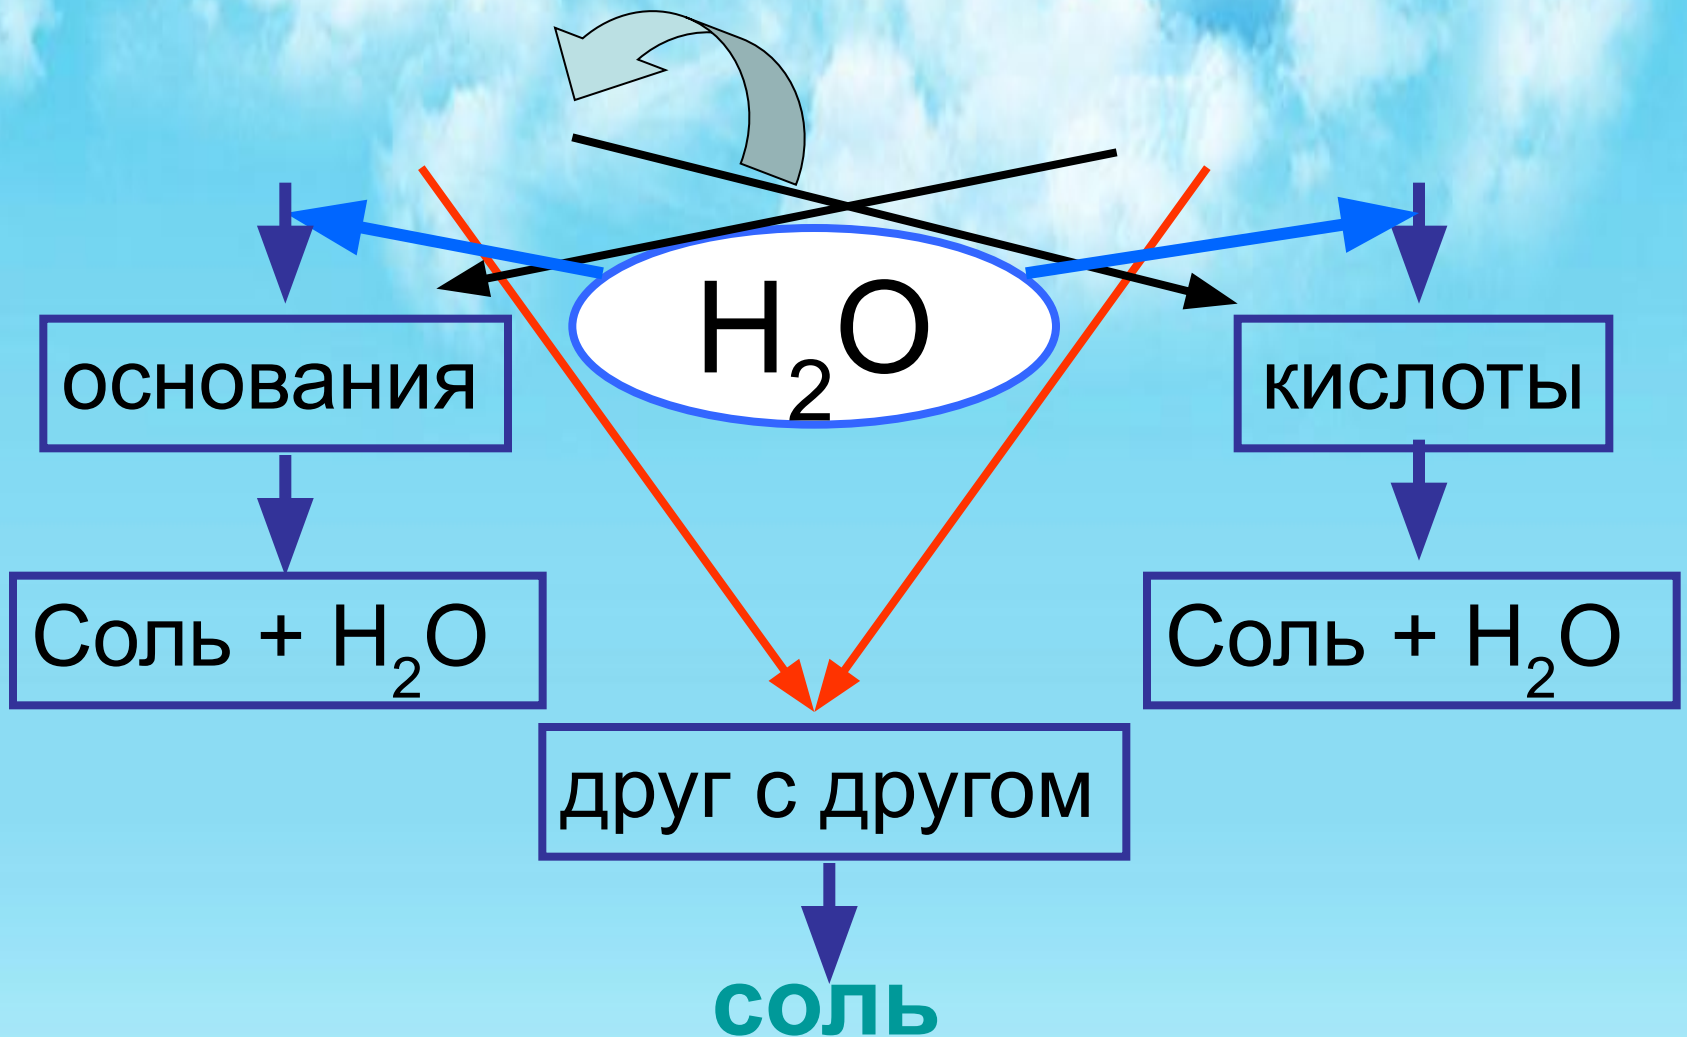 H₂O
основания
кислоты
Соль + H₂O
Соль + H₂O
друг с другом
соль